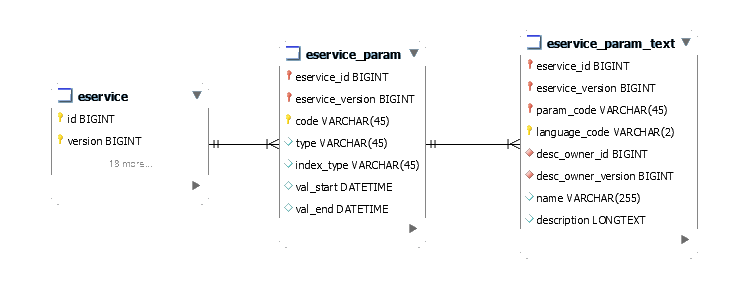 eservice
id BIGINT
version BIGINT
18 more...
eservice_param
eservice_id BIGINT
eservice_version BIGINT
code VARCHAR(45)
type VARCHAR(45)
index_type VARCHAR(45)
val_start DATETIME
val_end DATETIME
eservice_param_text
eservice_id BIGINT
eservice_version BIGINT
param_code VARCHAR(45)
language_code VARCHAR(2)
desc_owner_id BIGINT
desc_owner_version BIGINT
name VARCHAR(255)
description LONGTEXT